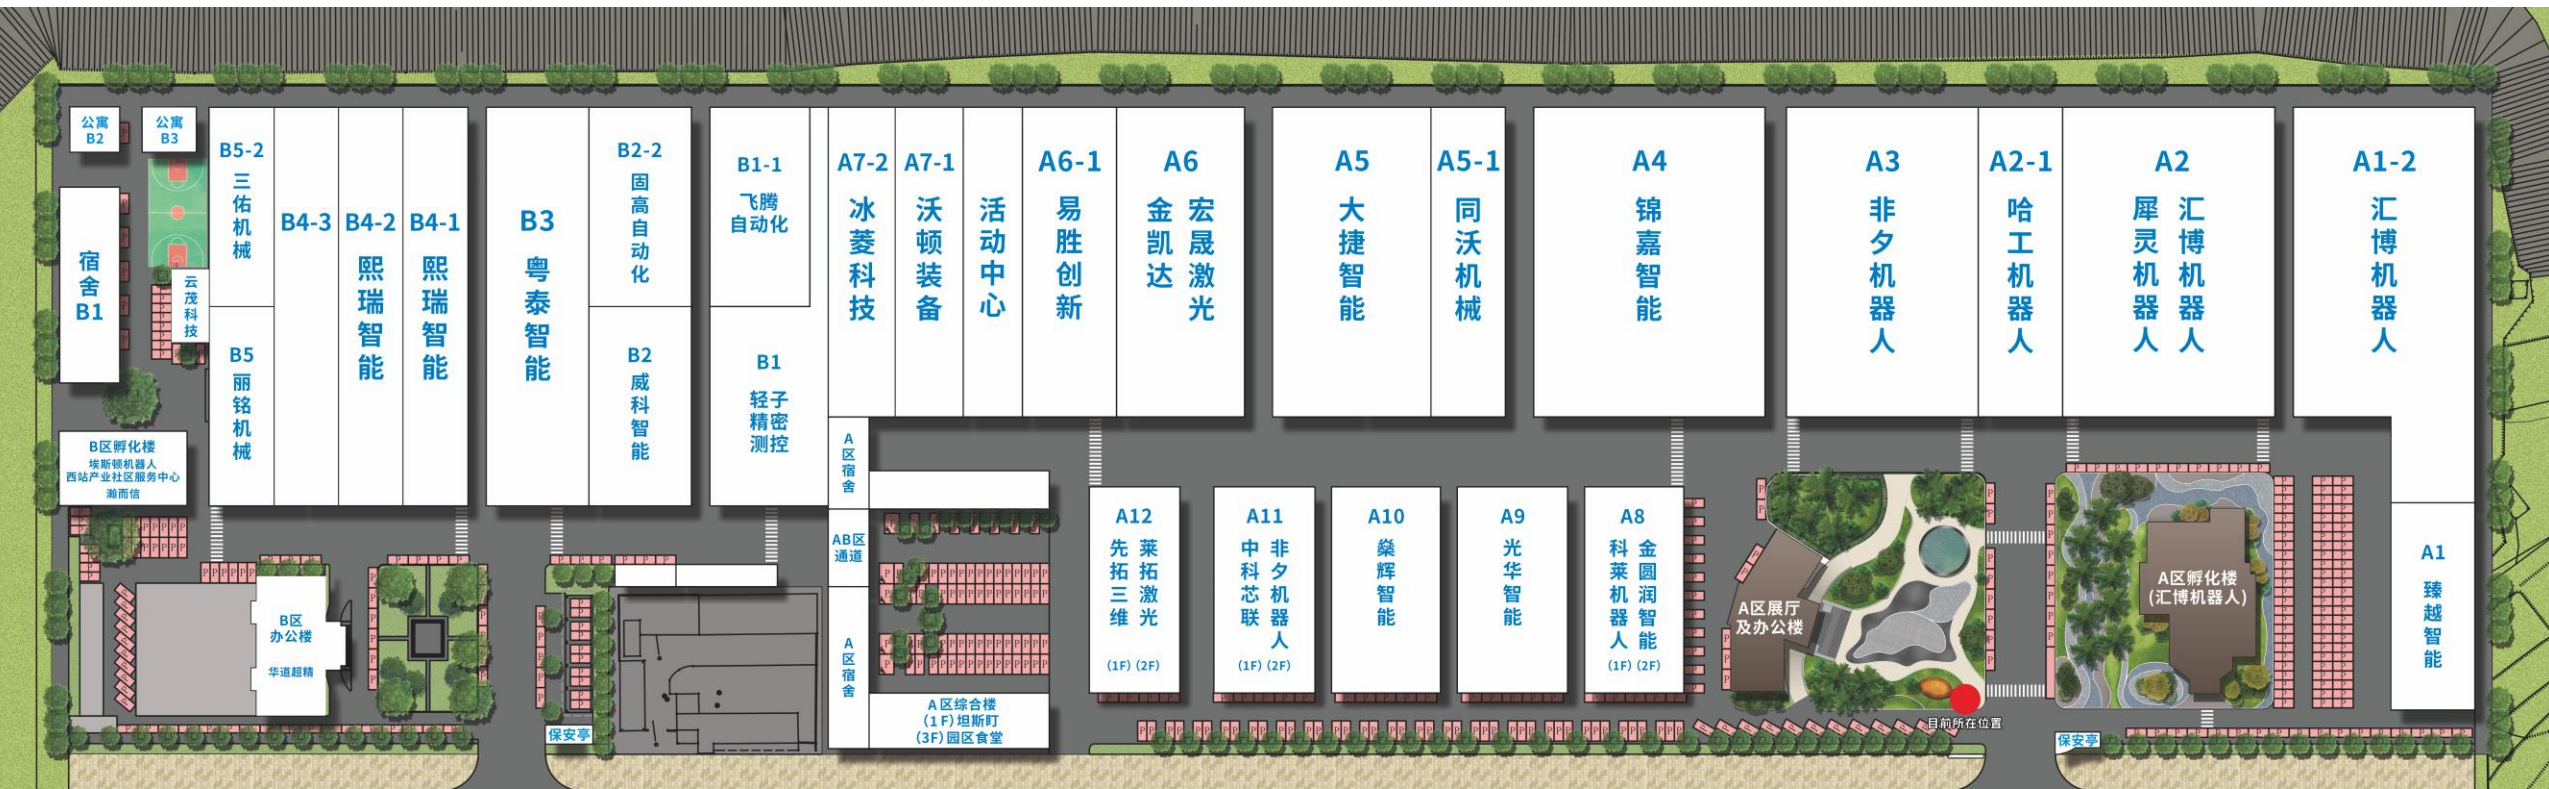 公寓
B2
公寓
B3
宿舍B1
云茂科技
B5-2
三佑机械
B5
丽铭机械
B4-3
B4-2
熙瑞智能
B4-1
熙瑞智能
B3
粤泰智能
B2-2
固高自动化
B2
威科智能
B1-1
飞腾
自动化
B1
轻子
精密
测控
A7-2
冰菱科技
A7-1
沃顿装备
活动中心
A6-1
易胜创新
A6
金凯达
宏晟激光
A5
大捷智能
A5-1
同沃机械
A4
锦嘉智能
A3
非夕机器人
A2-1
哈工机器人
A2
犀灵机器人
汇博机器人
A1-2
汇博机器人
A1
臻越智能
B区孵化楼
埃斯顿机器人
西站产业社区服务中心
瀚而信
B区
办公楼
华道超精
保安亭
A区宿舍
AB区
通道
A区宿舍
A区综合楼
(1F)坦斯盯
(3F)园区食堂
A12
先拓三维
莱拓激光
(1F)(2F)
A11
中科芯联
非夕机器人
(1F)(2F)
A10
燊辉智能
A9
光华智能
A8
科莱机器人
金圆润智能
(1F)(2F)
A区展厅
及办公楼
目前所在位置
A区孵化楼
(汇博机器人)
保安亭